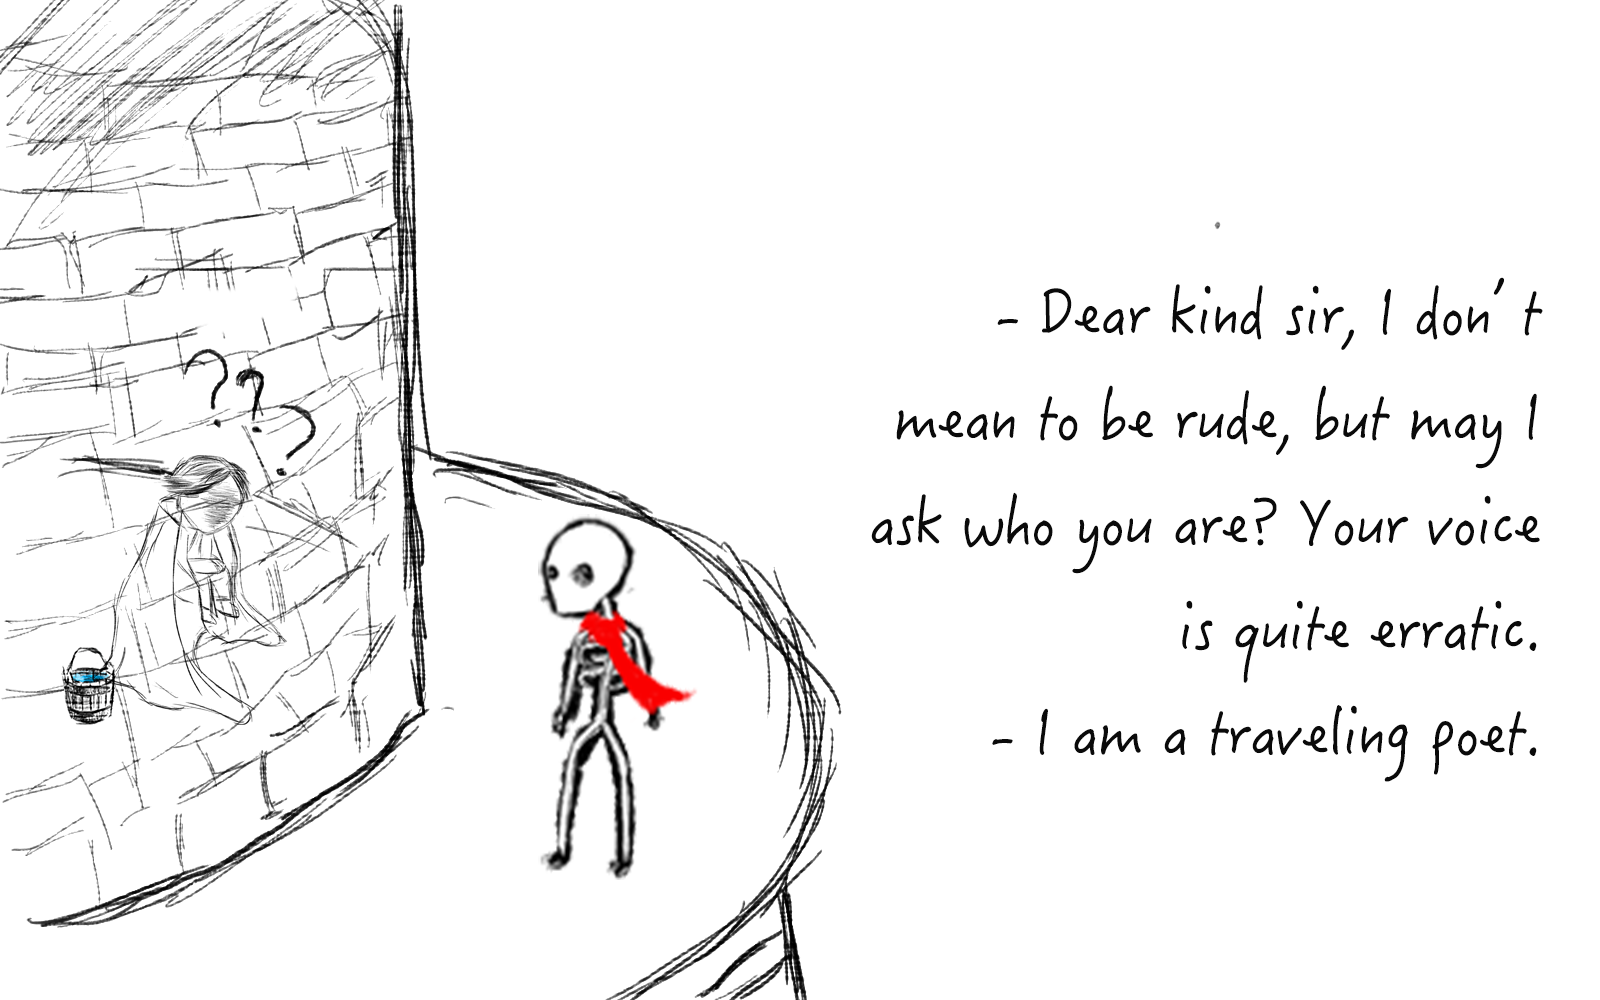 ???
- Dear kind sir, I don't
mean to be rude, but may I
ask who you are? Your voice
is quite erratic.
- I am a traveling poet.